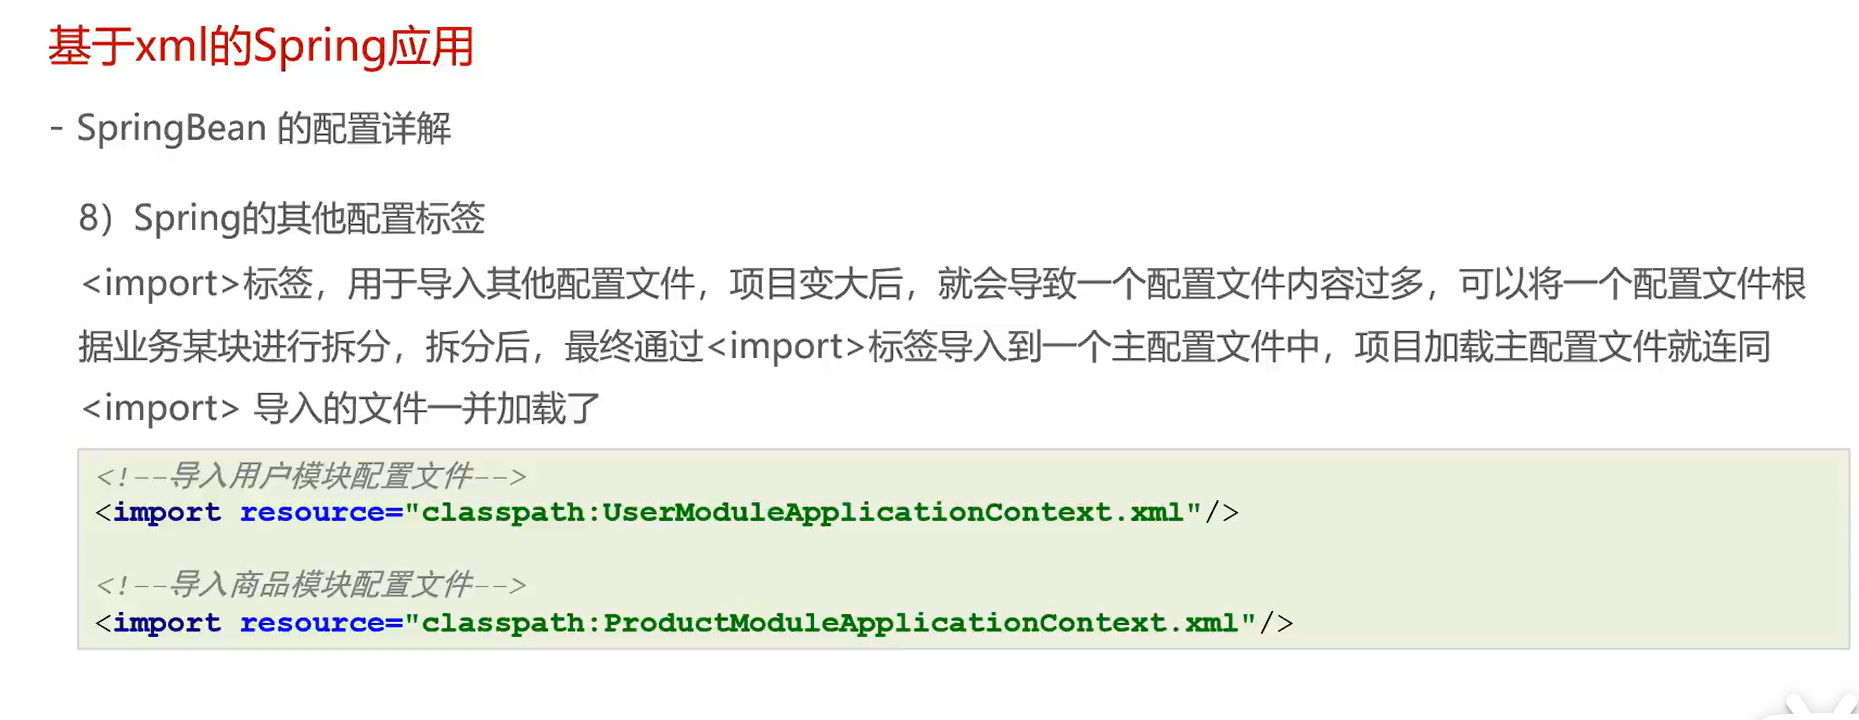 基于xml的Spring应用
- SpringBean 的配置详解
8）Spring的其他配置标签
<import>标签，用于导入其他配置文件，项目变大后，就会导致一个配置文件内容过多，可以将一个配置文件根
据业务某块进行拆分，拆分后，最终通过<import>标签导入到一个主配置文件中，项目加载主配置文件就连同
<import> 导入的文件一并加载了
<!--导入用户模块配置文件-->
<import resource="classpath:UserModuleApplicationContext.xml"/>
<!--导入商品模块配置文件-->
<import resource="classpath:ProductModuleApplicationContext.xml"/>